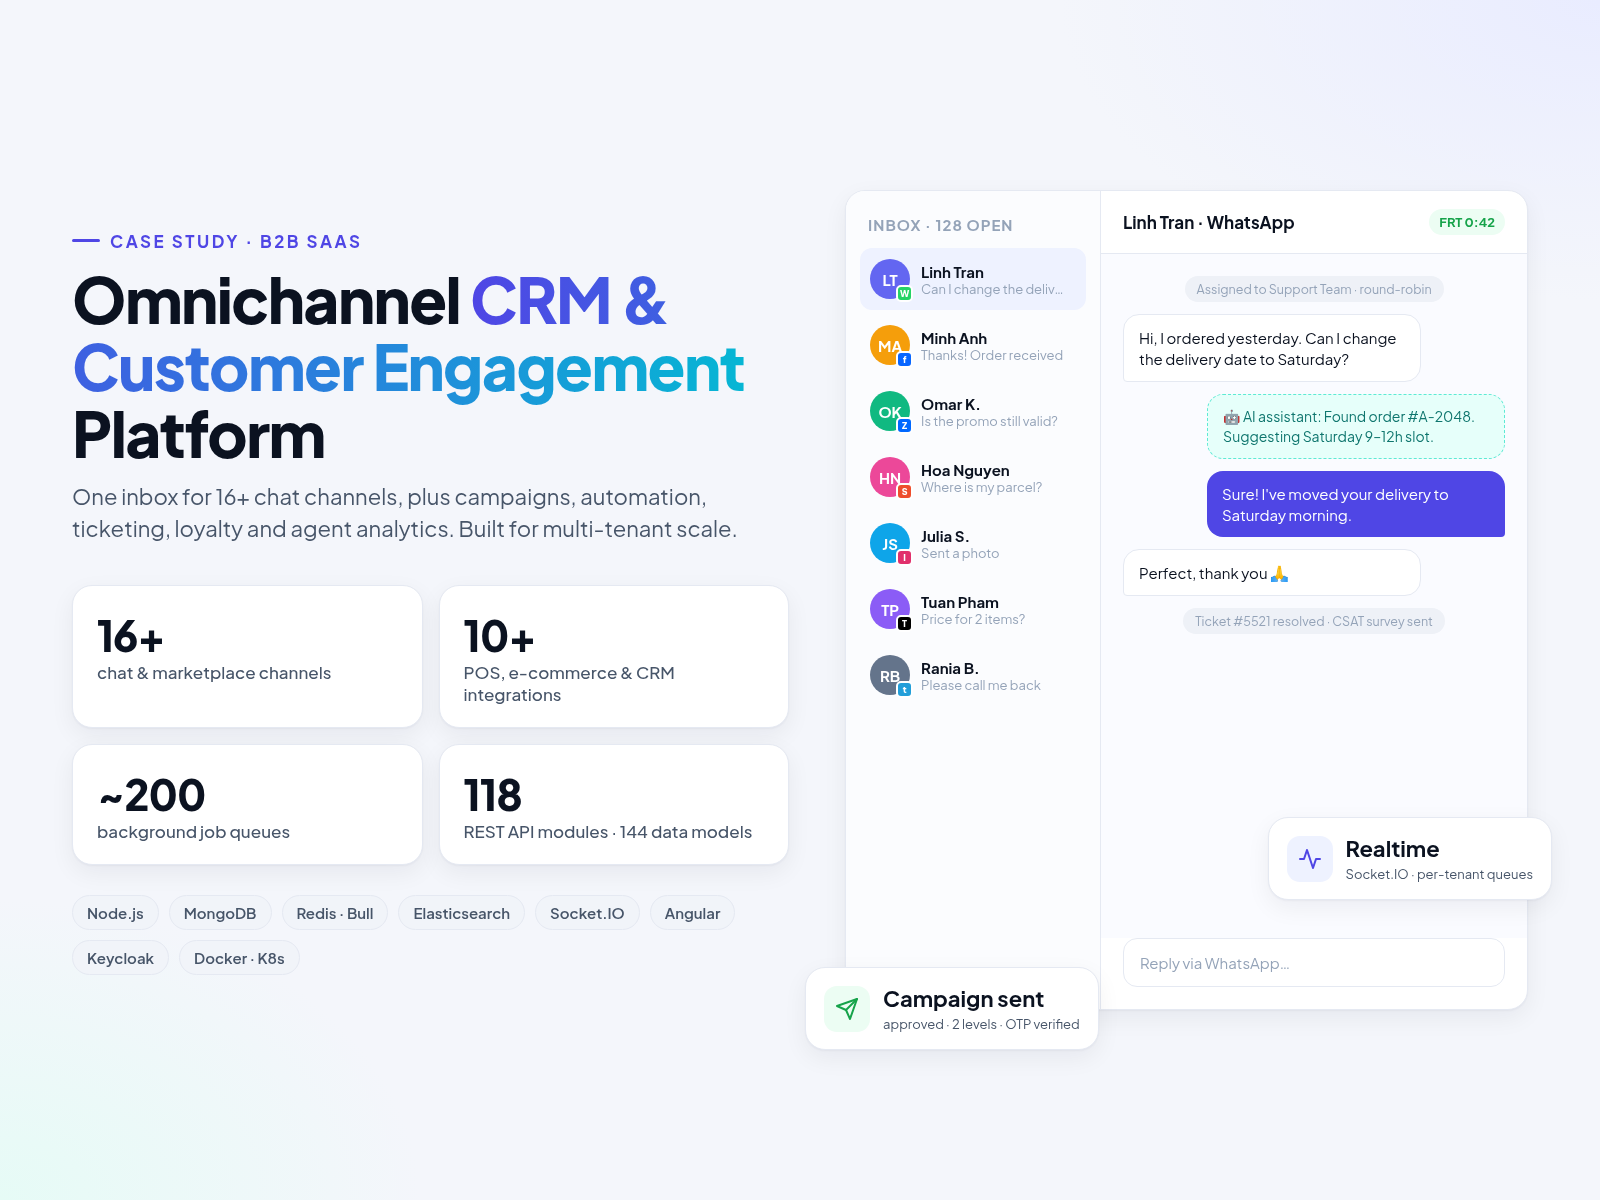 CASE STUDY · B2B SAAS
Omnichannel CRM &
Customer Engagement
Platform
One inbox for 16+ chat channels, plus campaigns, automation,
ticketing, loyalty and agent analytics. Built for multi-tenant scale.
16+
chat & marketplace channels
10+
POS, e-commerce & CRM
integrations
~200
background job queues
118
REST API modules · 144 data models
Node.js
MongoDB
Redis · Bull
Elasticsearch
Socket.IO
Angular
Keycloak
Docker · K8s
INBOX · 128 OPEN
LT
W
Linh Tran
Can I change the deliv…
MA
f
Minh Anh
Thanks! Order received
OK
Z
Omar K.
Is the promo still valid?
HN
S
Hoa Nguyen
Where is my parcel?
JS
I
Julia S.
Sent a photo
TP
T
Tuan Pham
Price for 2 items?
RB
t
Rania B.
Please call me back
Campaign sent
approved · 2 levels · OTP verified
Linh Tran · WhatsApp
FRT 0:42
Assigned to Support Team · round-robin
Hi, I ordered yesterday. Can I change
the delivery date to Saturday?
🤖 AI assistant: Found order #A-2048.
Suggesting Saturday 9–12h slot.
Sure! I've moved your delivery to
Saturday morning.
Perfect, thank you 🙏
Ticket #5521 resolved · CSAT survey sent
Realtime
Socket.IO · per-tenant queues
Reply via WhatsApp…